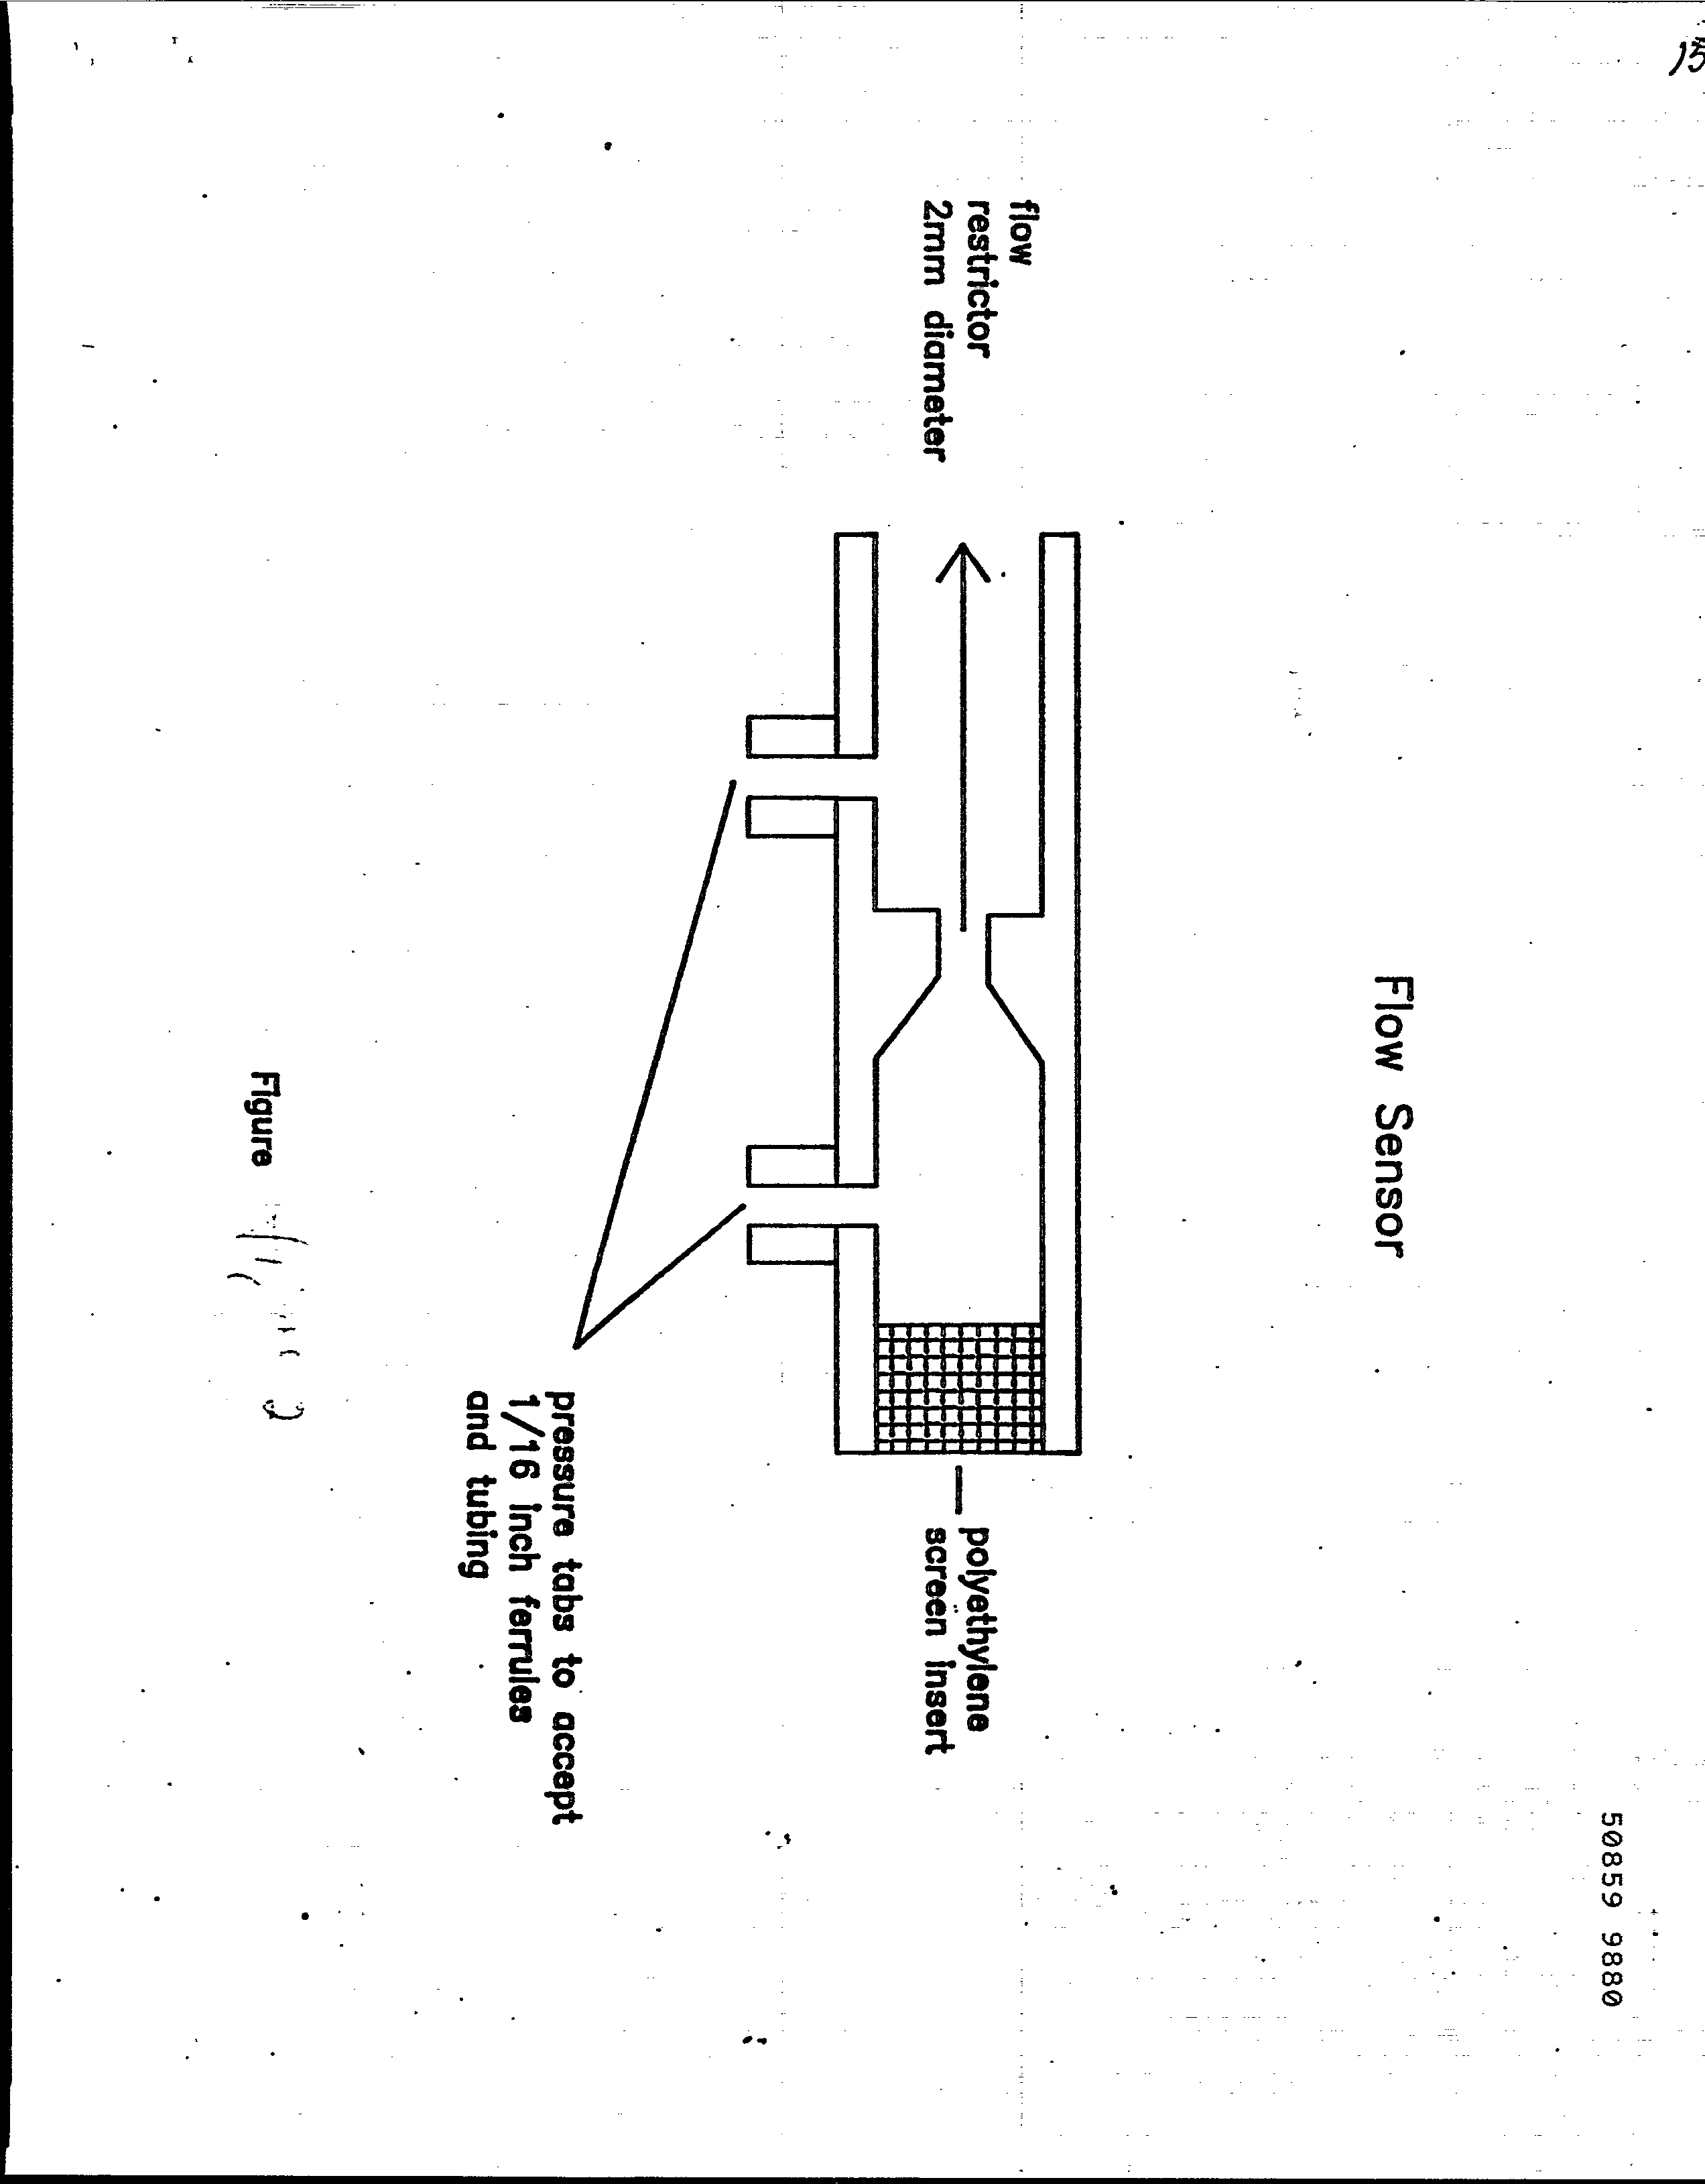 15
50859 9880
Flow Sensor
flow
restrictor
2mm diameter
polyethylene
screen insert
pressure tabs to accept
1/16 inch ferrules
and tubing
Figure